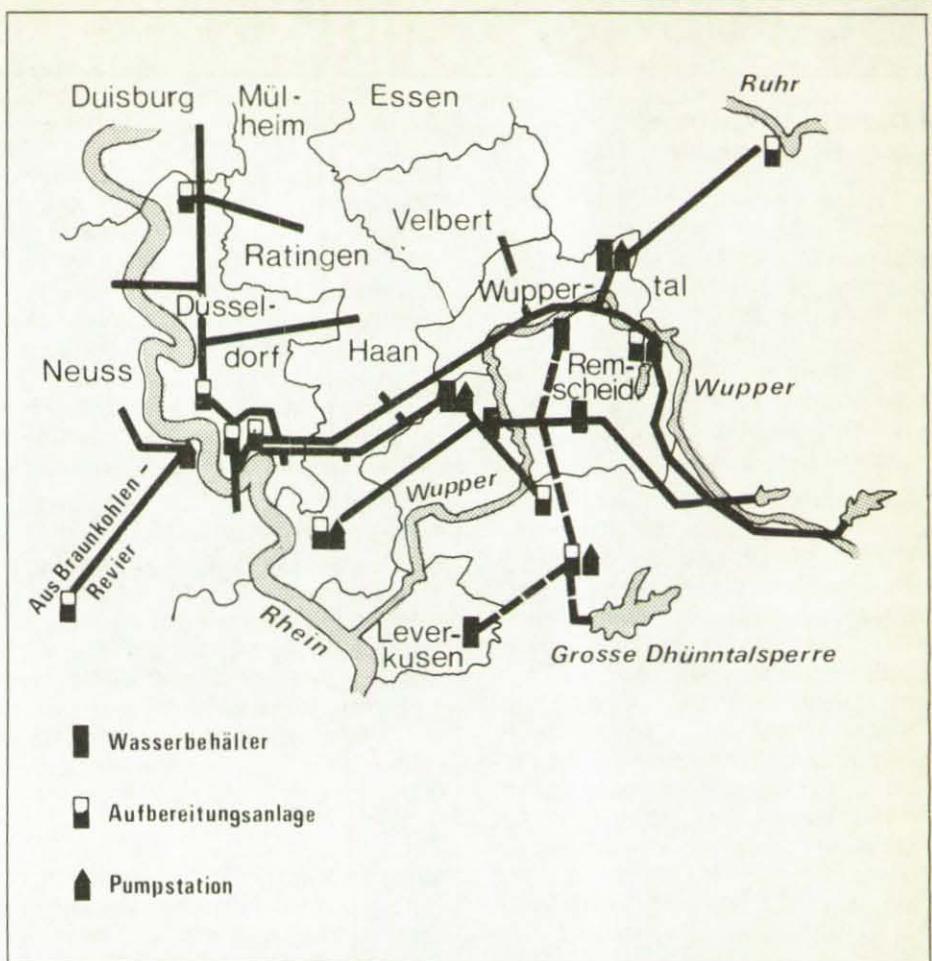 Duisburg
Mül-
heim
Essen
Ruhr
Velbert
Ratingen
Wupper-
tal
Düssel-
dorf
Haan
Neuss
Rem-
scheid
Wupper
Wupper
Aus Braunkohlen -
Revier
Rhein
Lever-
kusen
Grosse Dhünntalsperre
Wasserbehälter
Aufbereitungsanlage
Pumpstation